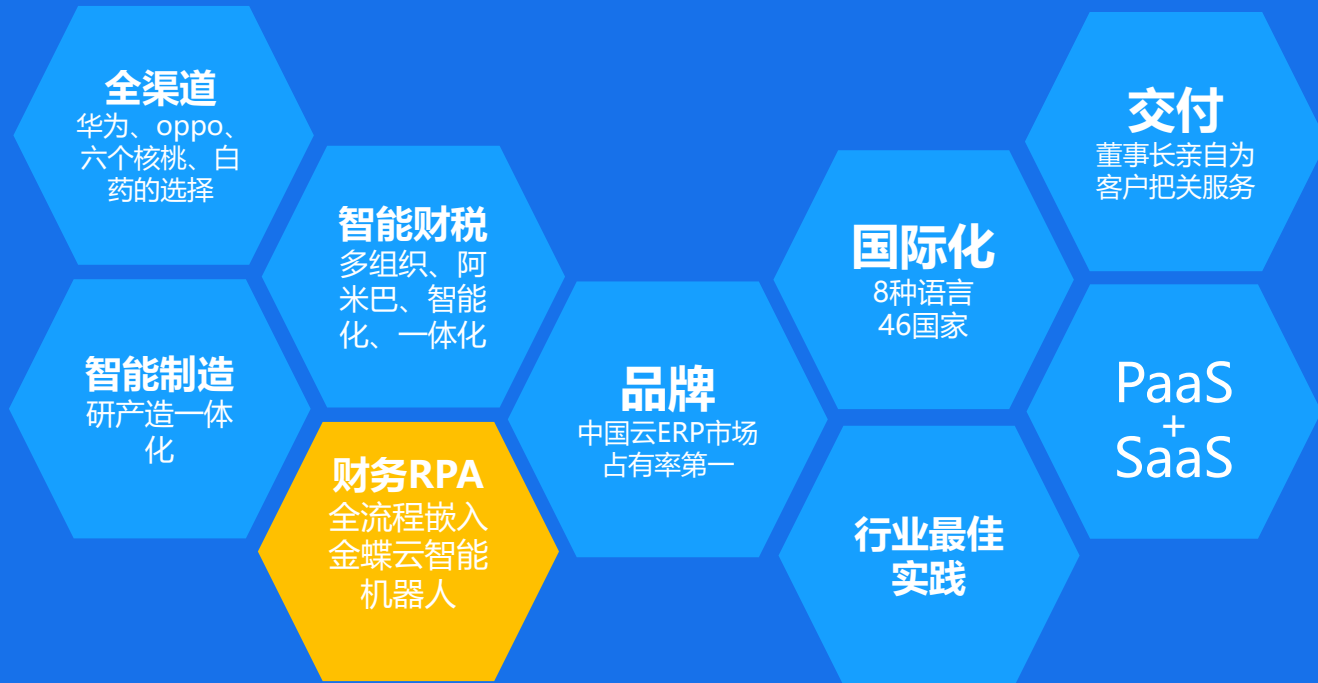 全渠道
华为、oppo、
六个核桃、白
药的选择
智能财税
多组织、阿
米巴、智能
化、一体化
智能制造
研产造一体
化
财务RPA
全流程嵌入
金蝶云智能
机器人
品牌
中国云ERP市场
占有率第一
国际化
8种语言
46国家
行业最佳
实践
交付
董事长亲自为
客户把关服务
PaaS
+
SaaS